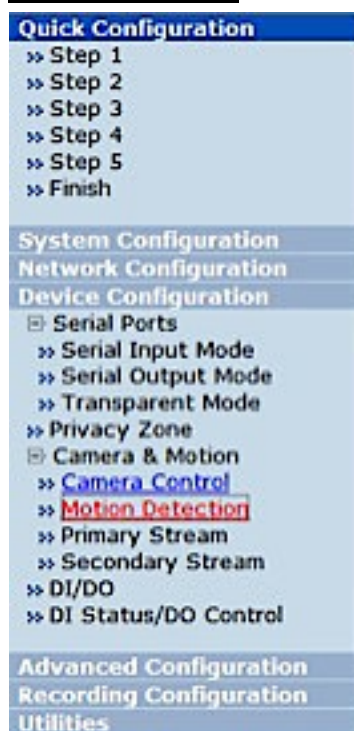 Quick Configuration
» Step 1
» Step 2
» Step 3
» Step 4
» Step 5
» Finish
System Configuration
Network Configuration
Device Configuration
Serial Ports
» Serial Input Mode
» Serial Output Mode
» Transparent Mode
» Privacy Zone
Camera & Motion
» Camera Control
» Motion Detection
» Primary Stream
» Secondary Stream
» DI/DO
» DI Status/DO Control
Advanced Configuration
Recording Configuration
Utilities